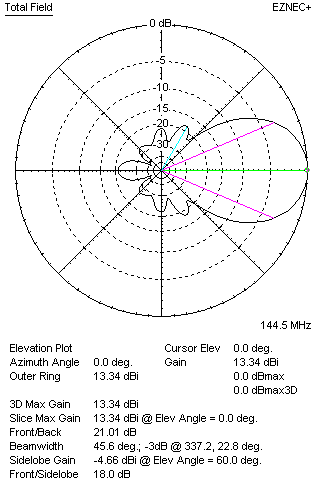 Total Field
EZNEC+
0 dB
-5
-10
-15
-20
-30
144.5 MHz
Elevation Plot
Cursor Elev 0.0 deg.
Azimuth Angle 0.0 deg.
Gain 13.34 dBi
Outer Ring 13.34 dBi
0.0 dBmax
0.0 dBmax3D
3D Max Gain 13.34 dBi
Slice Max Gain 13.34 dBi @ Elev Angle = 0.0 deg.
Front/Back 21.01 dB
Beamwidth 45.6 deg.; -3dB @ 337.2, 22.8 deg.
Sidelobe Gain -4.66 dBi @ Elev Angle = 60.0 deg.
Front/Sidelobe 18.0 dB